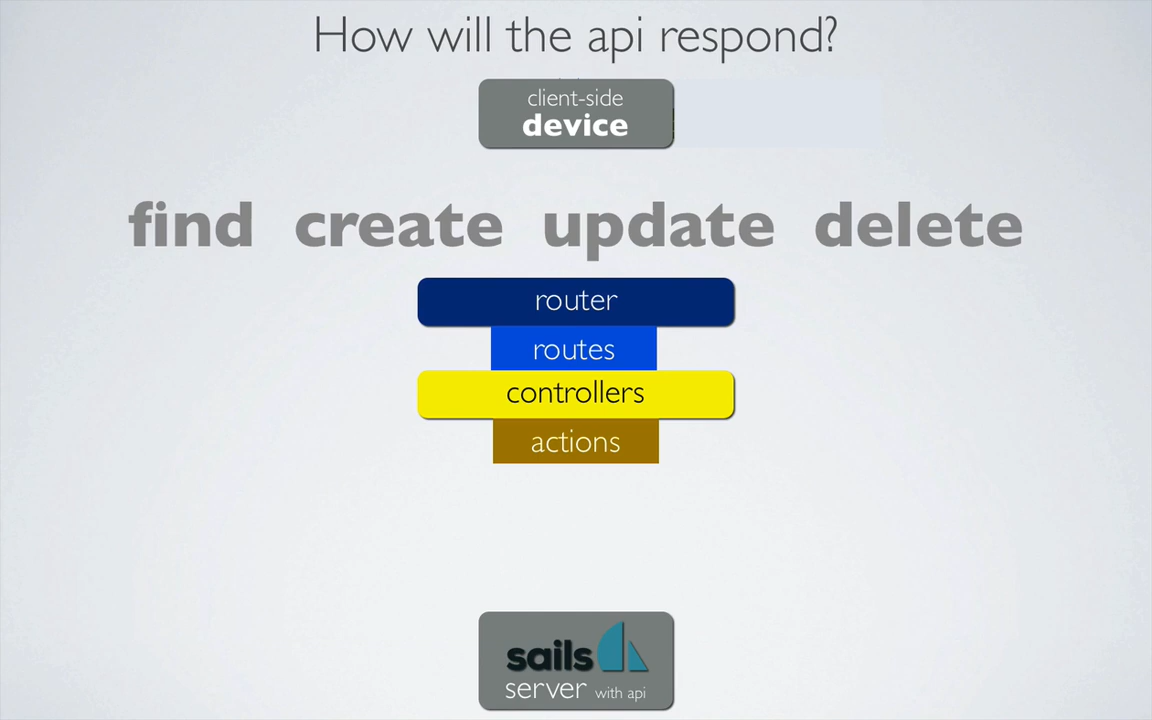 How will the api respond?
client-side
device
find create update delete
router
routes
controllers
actions
sails
server with api